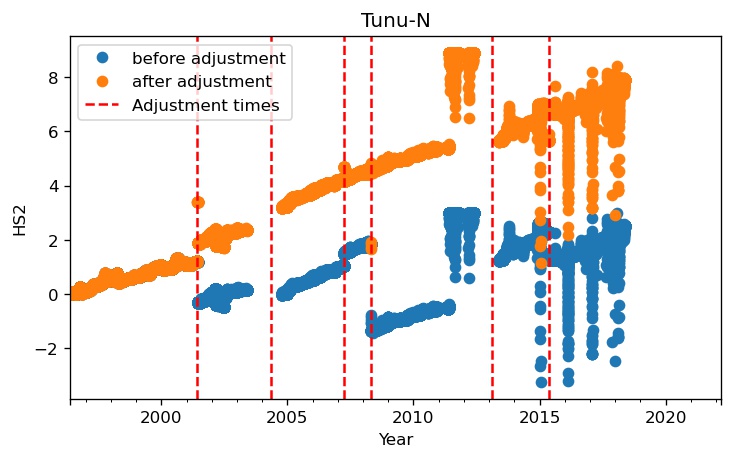 Tunu-N
before adjustment
after adjustment
Adjustment times
HS2
8
6
4
2
0
−2
2000 2005 2010 2015 2020
Year